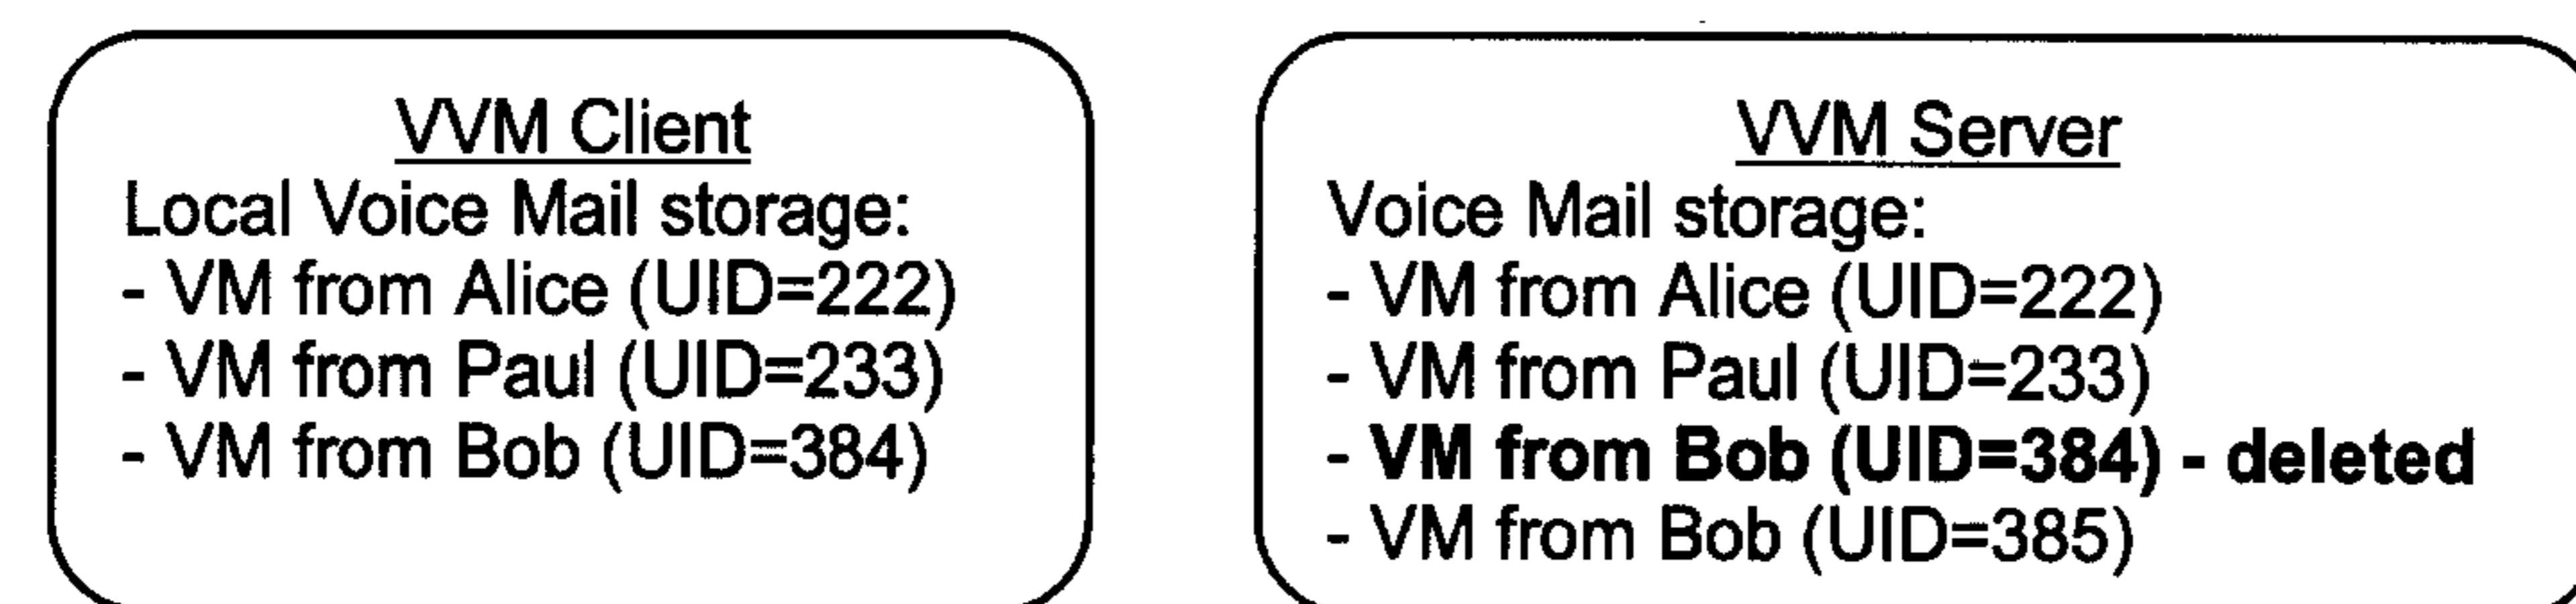 VVM Client
Local Voice Mail storage:
- VM from Alice (UID=222)
- VM from Paul (UID=233)
- VM from Bob (UID=384)
VVM Server
Voice Mail storage:
- VM from Alice (UID=222)
- VM from Paul (UID=233)
- VM from Bob (UID=384) - deleted
- VM from Bob (UID=385)